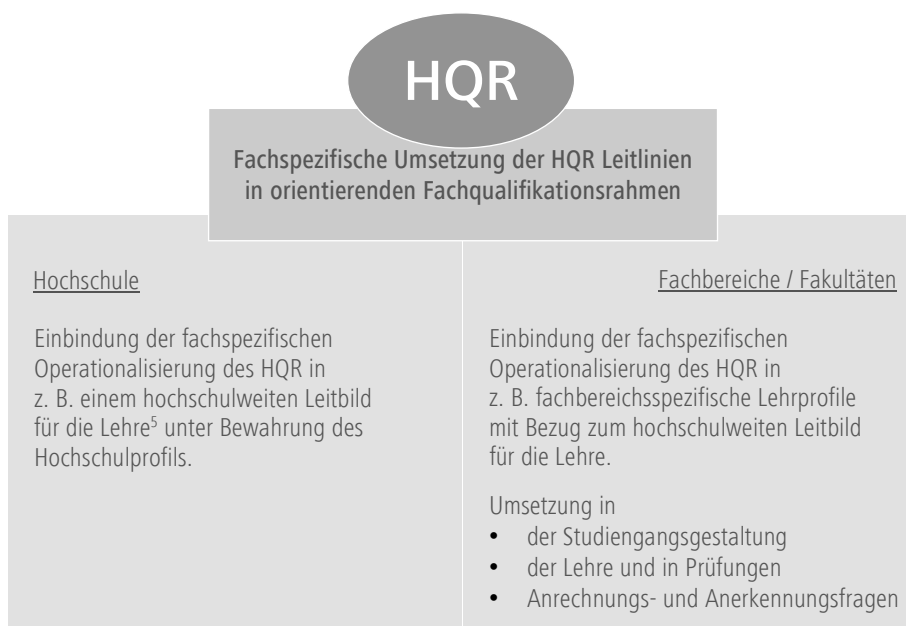 HQR
Fachspezifische Umsetzung der HQR Leitlinien
in orientierenden Fachqualifikationsrahmen
Hochschule
Einbindung der fachspezifischen
Operationalisierung des HQR in
z. B. einem hochschulweiten Leitbild
für die Lehre⁵ unter Bewahrung des
Hochschulprofils.
Fachbereiche / Fakultäten
Einbindung der fachspezifischen
Operationalisierung des HQR in
z. B. fachbereichsspezifische Lehrprofile
mit Bezug zum hochschulweiten Leitbild
für die Lehre.
Umsetzung in
• der Studiengangsgestaltung
• der Lehre und in Prüfungen
• Anrechnungs- und Anerkennungsfragen